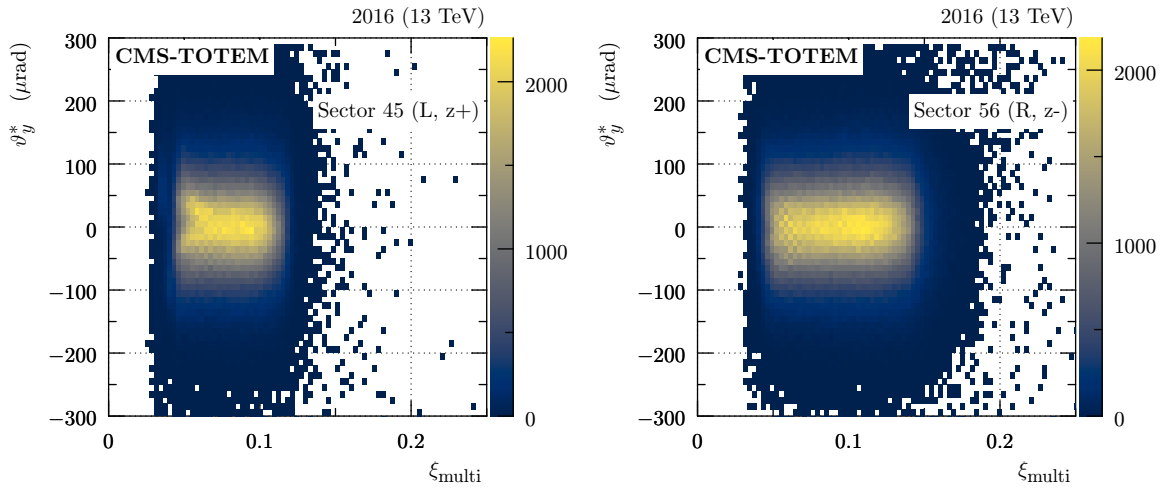 2016 (13 TeV)
CMS-TOTEM
Sector 45 (L, z+)
ϑ*y (μrad)
300
200
100
0
−100
−200
−300
0
0.1
0.2
ξmulti
2000
1000
0
2016 (13 TeV)
CMS-TOTEM
Sector 56 (R, z-)
ϑ*y (μrad)
300
200
100
0
−100
−200
−300
0
0.1
0.2
ξmulti
2000
1000
0